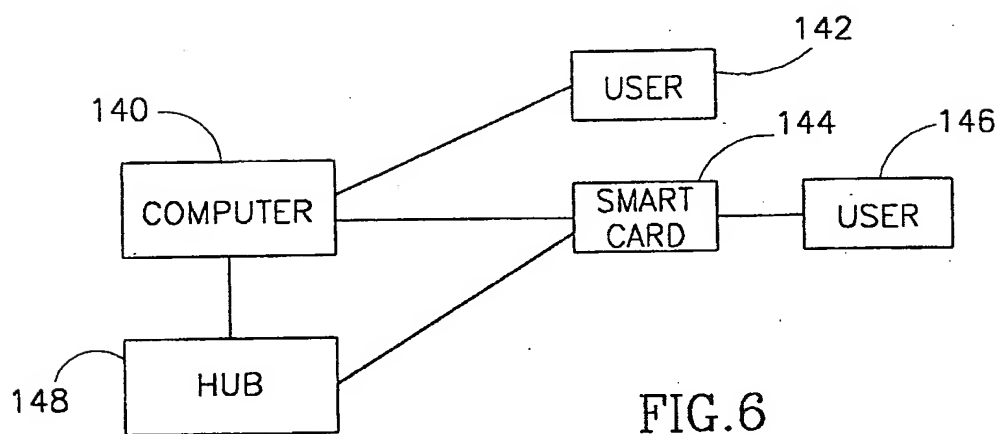 142
USER
140
144
146
COMPUTER
SMART
CARD
USER
148
HUB
FIG.6